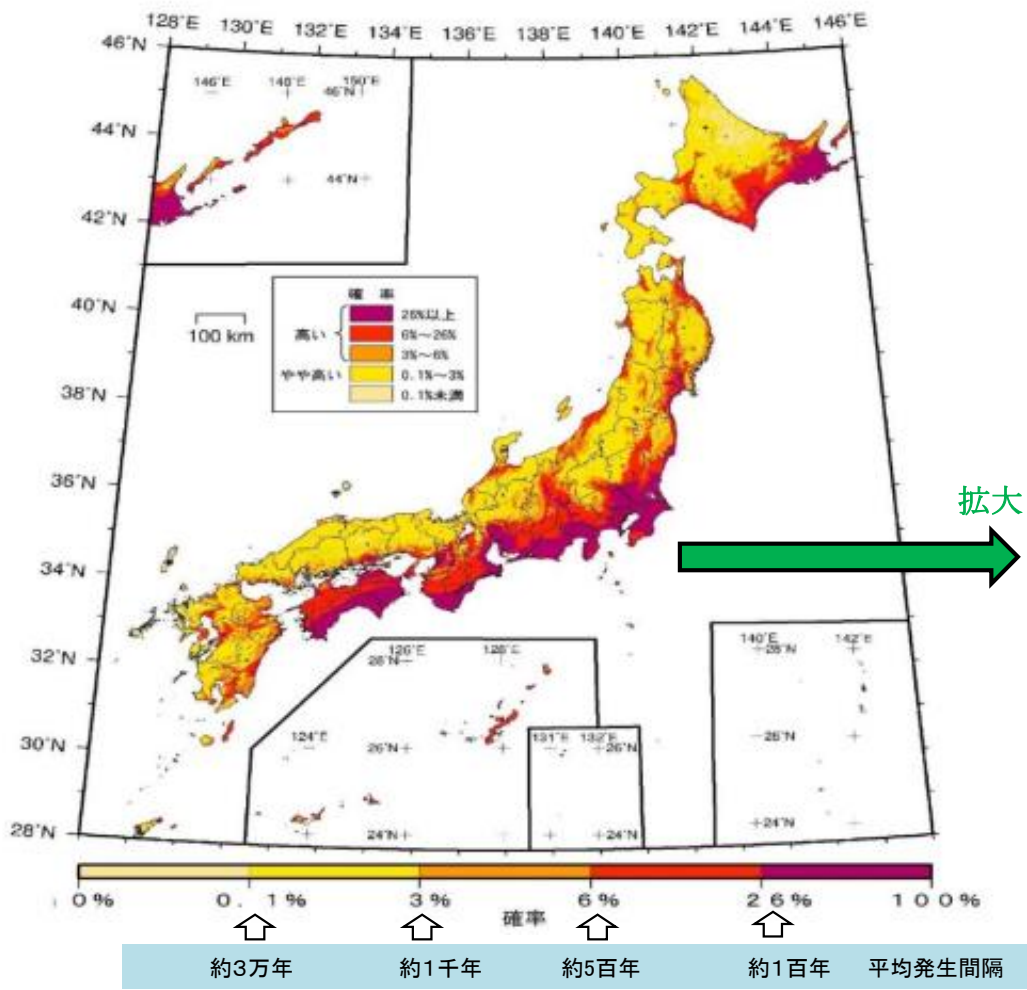 128°E 130°E 132°E 134°E 136°E 138°E 140°E 142°E 144°E 146°E
46°N
146°E 148°E 150°E
46°N
44°N
44°N
42°N
40°N
38°N
36°N
34°N
32°N
30°N
28°N
100 km
確 率
高い
26%以上
6%～26%
3%～6%
やや高い
0.1%～3%
0.1%未満
拡大
126°E 128°E
28°N
124°E
26°N
24°N
131°E 132°E
26°N
24°N
140°E 142°E
28°N
26°N
24°N
0% 0.1% 3% 6% 26% 100%
確率
約3万年 約1千年 約5百年 約1百年 平均発生間隔